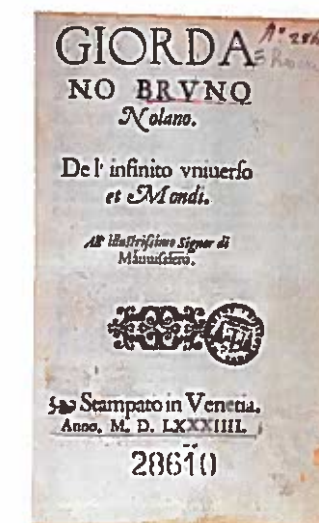 GIORDA
NO BRVNO
Nolano.
De l' infinito vniuerſo
et Mondi.
All' Illuſtriſsimo Signor di
Mauuiſsiero.
Stampato in Venetia.
Anno. M. D. LXXXIIII.
28610